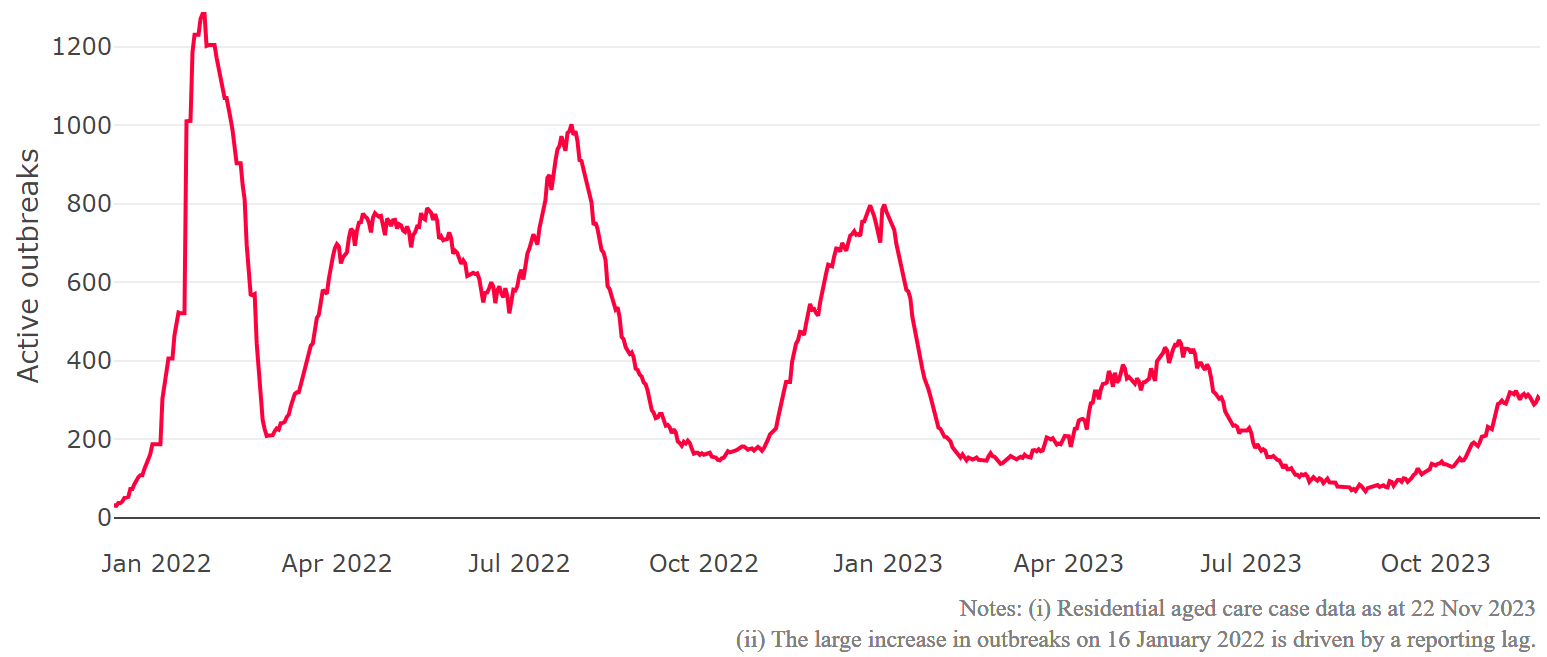 Active outbreaks
1200
1000
800
600
400
200
0
Jan 2022 Apr 2022 Jul 2022 Oct 2022 Jan 2023 Apr 2023 Jul 2023 Oct 2023
Notes: (i) Residential aged care case data as at 22 Nov 2023
(ii) The large increase in outbreaks on 16 January 2022 is driven by a reporting lag.